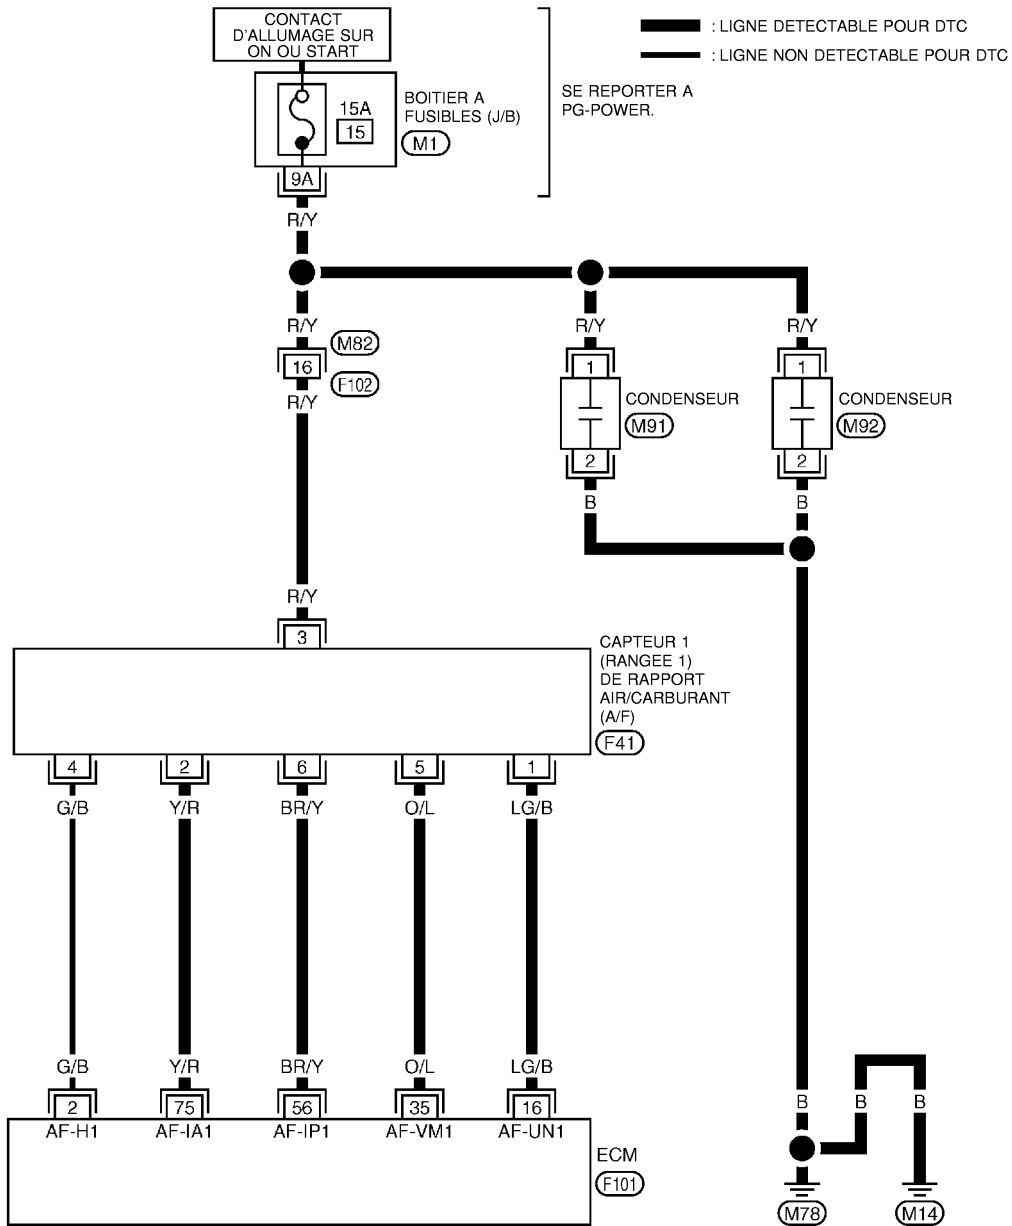 CONTACT
D'ALLUMAGE SUR
ON OU START
: LIGNE DETECTABLE POUR DTC
: LIGNE NON DETECTABLE POUR DTC
15A
15
BOITIER A
FUSIBLES (J/B)
M1
SE REPORTER A
PG-POWER.
9A
R/Y
R/Y
R/Y
R/Y
M82
16
F102
R/Y
1
1
CONDENSEUR
M91
CONDENSEUR
M92
2
2
B
B
R/Y
3
CAPTEUR 1
(RANGEE 1)
DE RAPPORT
AIR/CARBURANT
(A/F)
F41
4
2
6
5
1
G/B
Y/R
BR/Y
O/L
LG/B
G/B
Y/R
BR/Y
O/L
LG/B
2
75
56
35
16
B
B
B
AF-H1
AF-IA1
AF-IP1
AF-VM1
AF-UN1
ECM
F101
M78
M14